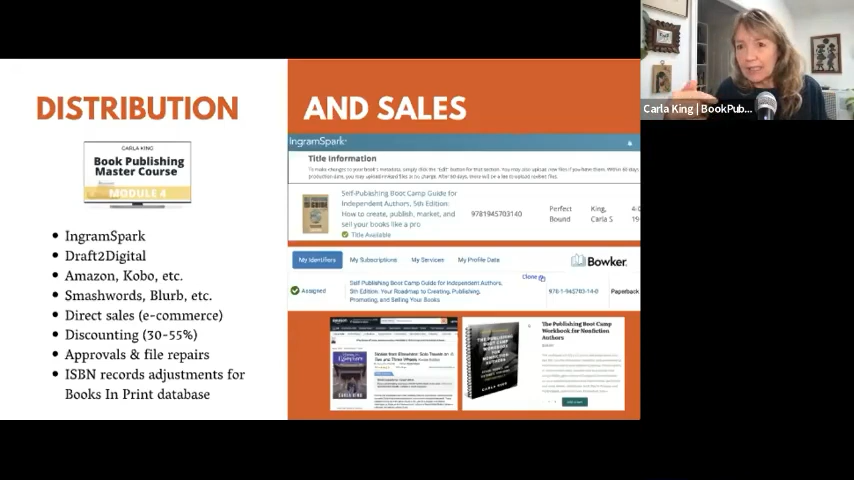 DISTRIBUTION
AND SALES
CARLA KING
Book Publishing
Master Course
MODULE 4
IngramSpark
Draft2Digital
Amazon, Kobo, etc.
Smashwords, Blurb, etc.
Direct sales (e-commerce)
Discounting (30-55%)
Approvals & file repairs
ISBN records adjustments for
Books In Print database
IngramSpark
Title Information
Self-Publishing Boot Camp Guide for
Independent Authors, 5th Edition:
How to create, publish, market, and
sell your books like a pro
Title Available
9781945703140
Perfect
Bound
King,
Carla S
My Identifiers
My Subscriptions
My Services
My Profile Data
Bowker
Clone
Assigned
Self Publishing Boot Camp Guide for Independent Authors,
5th Edition: Your Roadmap to Creating, Publishing,
Promoting, and Selling Your Books
978-1-945703-14-0
Paperback
CARLA KING
The Publishing Boot Camp
Workbook for Nonfiction
Authors
Carla King | BookPub...